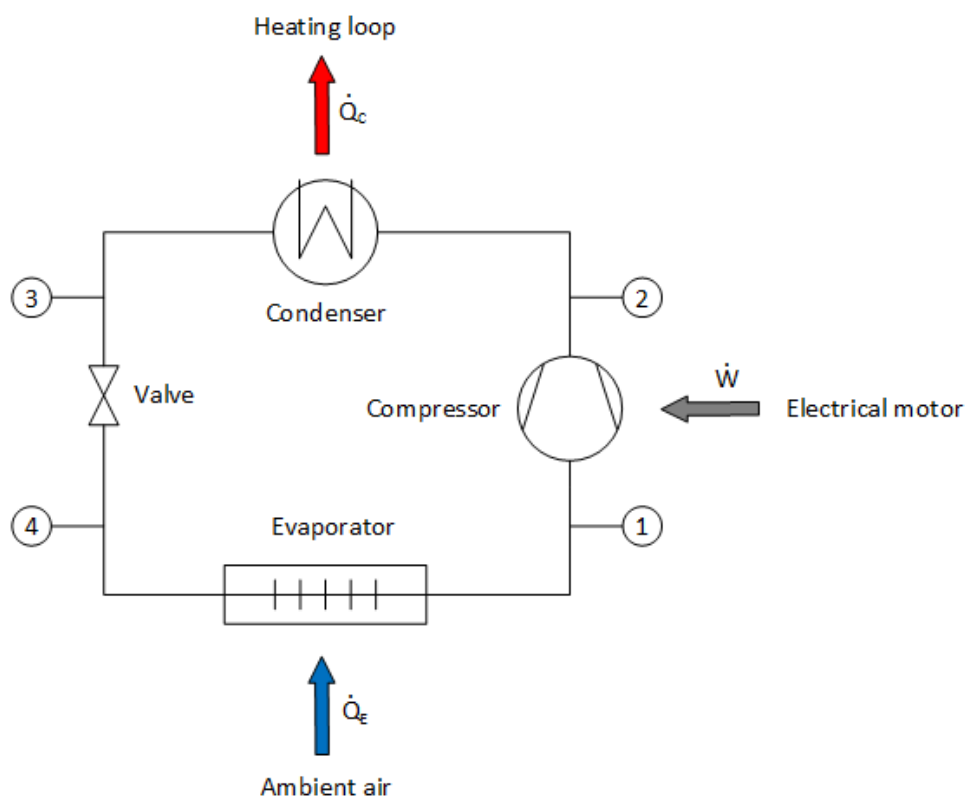 Heating loop
Q̇C
3
Condenser
2
Valve
Compressor
Ẇ
Electrical motor
4
Evaporator
1
Q̇E
Ambient air